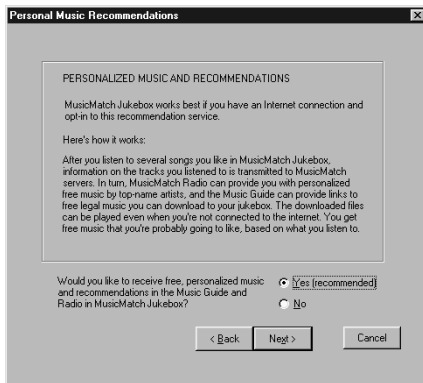 Personal Music Recommendations
PERSONALIZED MUSIC AND RECOMMENDATIONS
MusicMatch Jukebox works best if you have an Internet connection and
opt-in to this recommendation service.
Here's how it works:
After you listen to several songs you like in MusicMatch Jukebox,
information on the tracks you listened to is transmitted to MusicMatch
servers. In turn, MusicMatch Radio can provide you with personalized
free music by top-name artists, and the Music Guide can provide links to
free legal music you can download to your jukebox. The downloaded files
can be played even when you're not connected to the internet. You get
free music that you're probably going to like, based on what you listen to.
Would you like to receive free, personalized music
and recommendations in the Music Guide and
Radio in MusicMatch Jukebox?
Yes (recommended)
No
< Back
Next >
Cancel